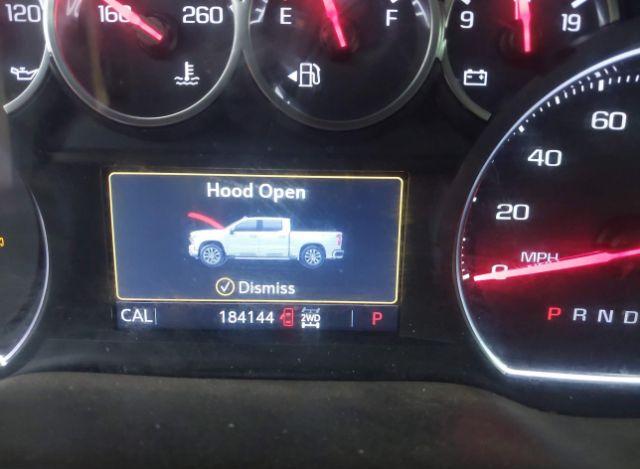 120
160 260
E F
9 19
60
40
20
0 MPH
Hood Open
Dismiss
CAL 184144 2WD P
P R N D